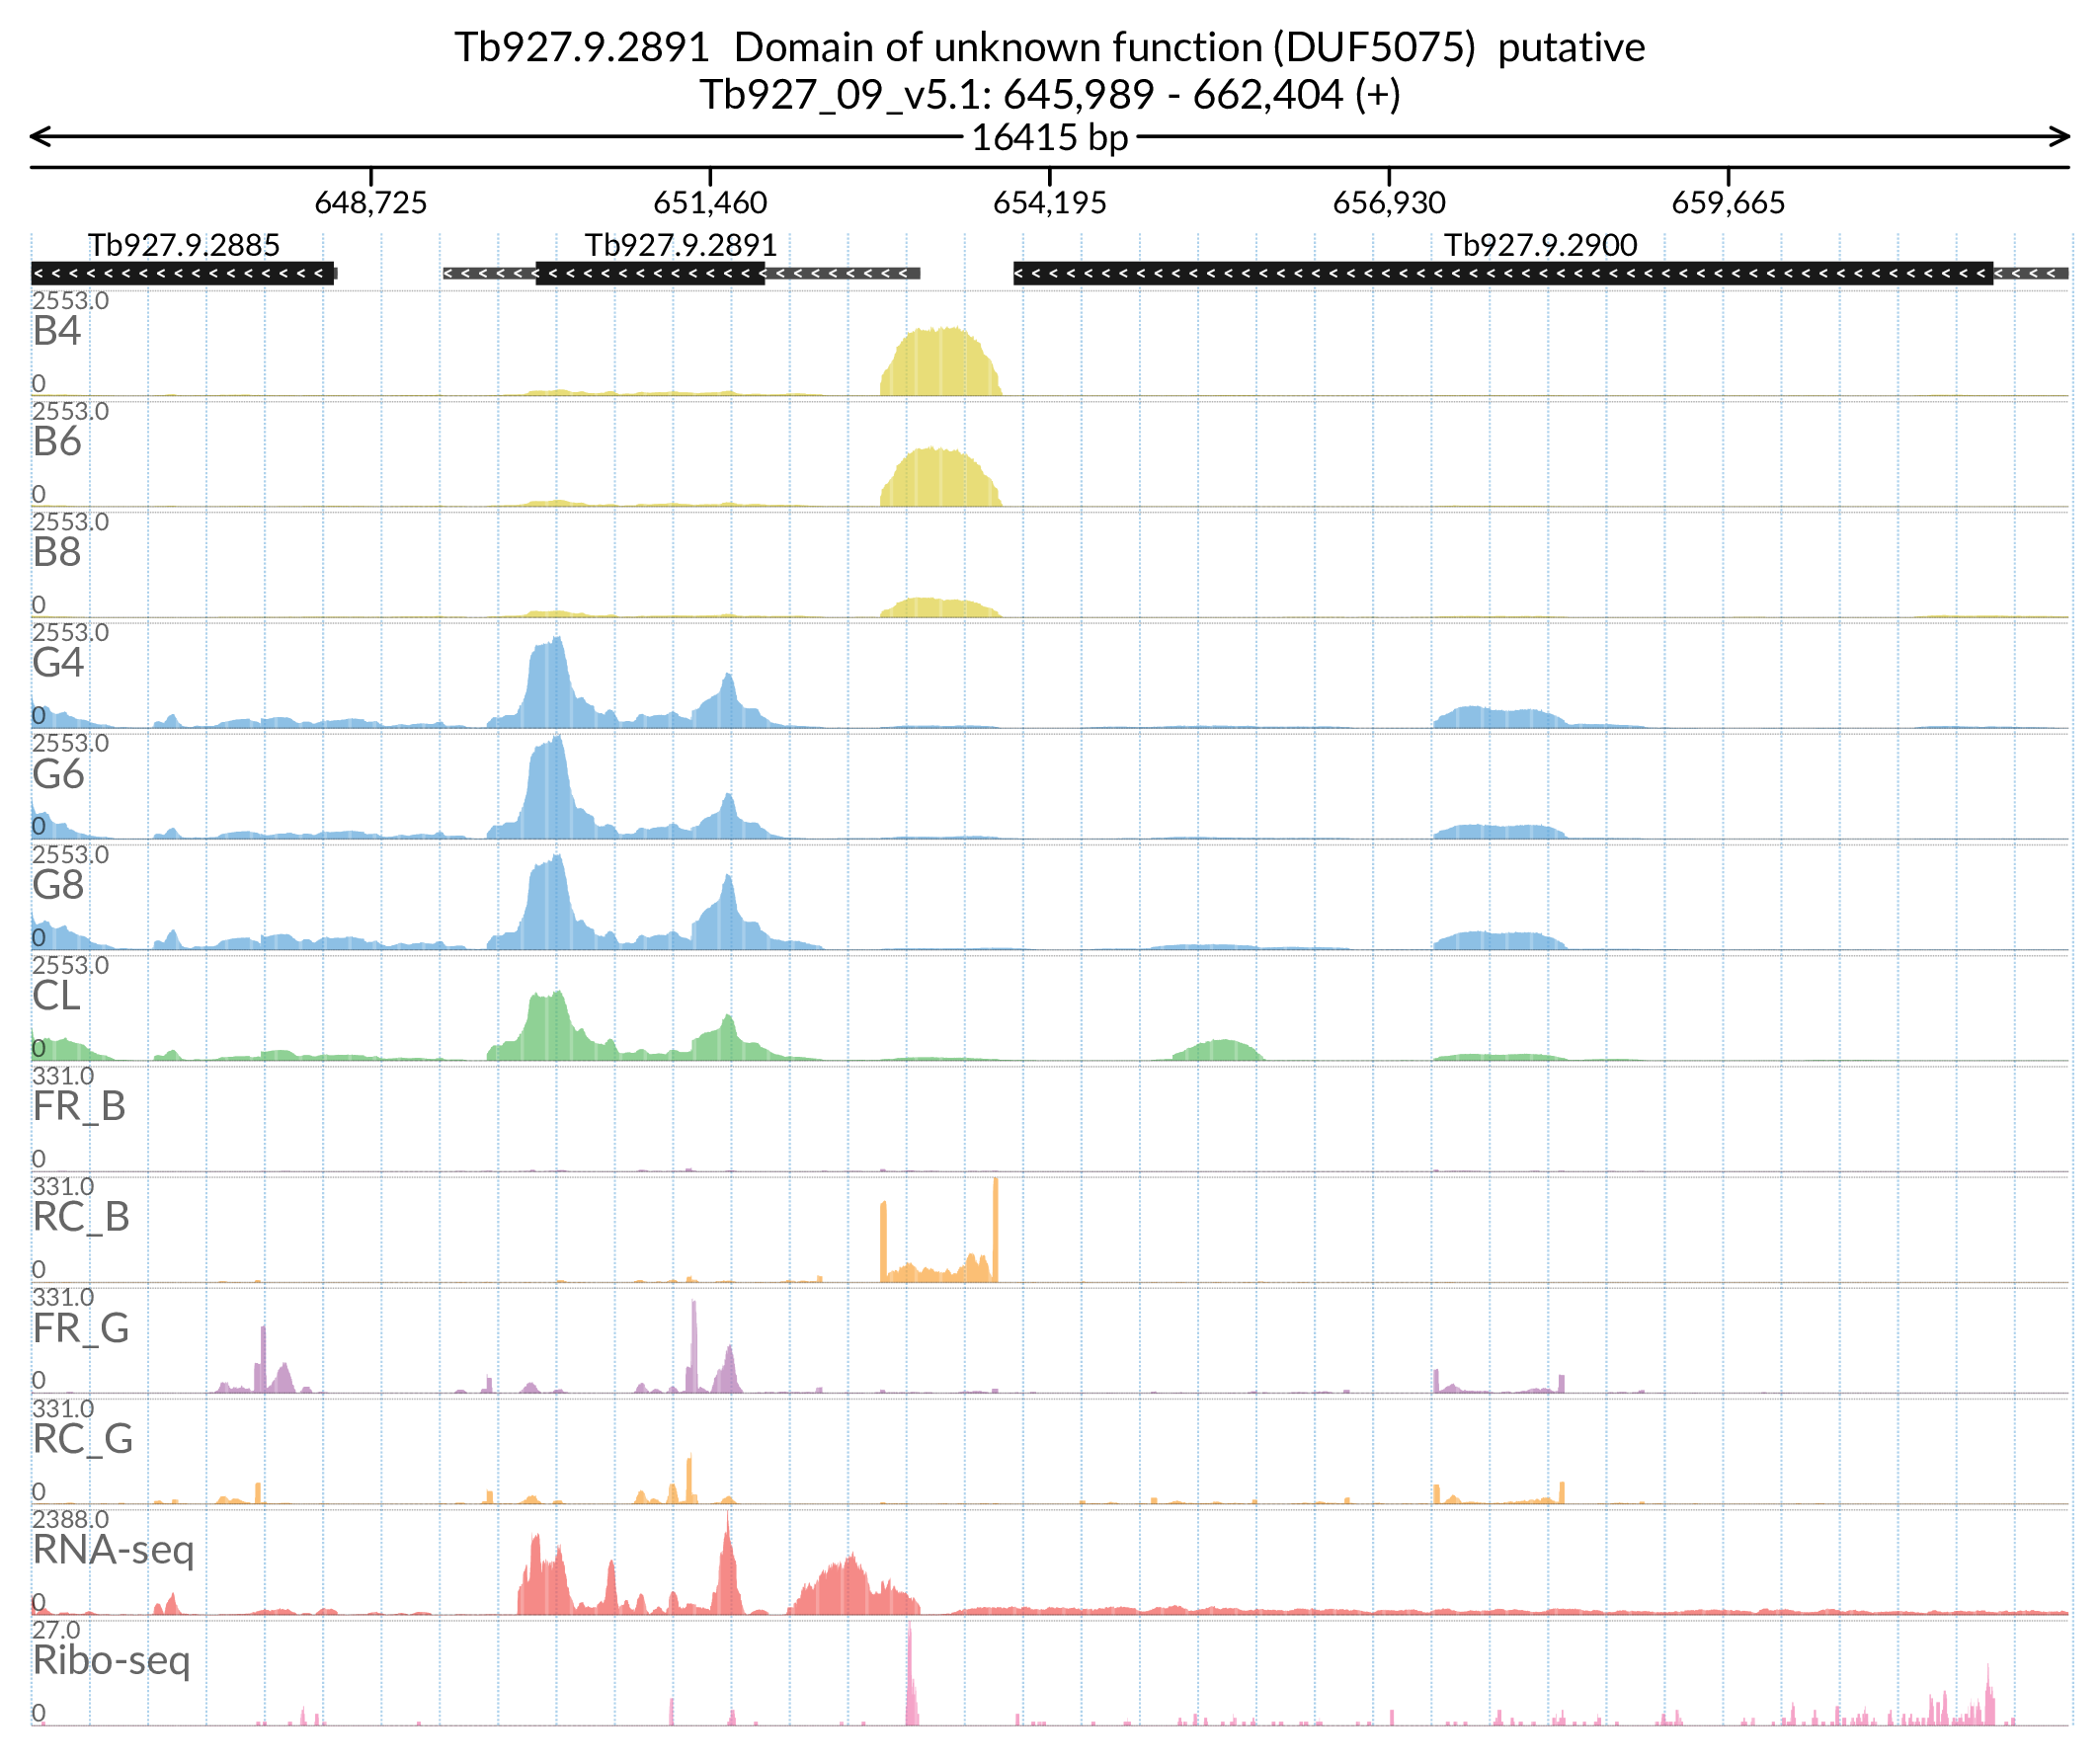 Tb927.9.2891  Domain of unknown function (DUF5075)  putative
Tb927_09_v5.1: 645,989 - 662,404 (+)
16415 bp
648,725 651,460 654,195 656,930 659,665
Tb927.9.2885 Tb927.9.2891 Tb927.9.2900
2553.0
B4
0
2553.0
B6
0
2553.0
B8
0
2553.0
G4
0
2553.0
G6
0
2553.0
G8
0
2553.0
CL
0
331.0
FR_B
0
331.0
RC_B
0
331.0
FR_G
0
331.0
RC_G
0
2388.0
RNA-seq
0
27.0
Ribo-seq
0